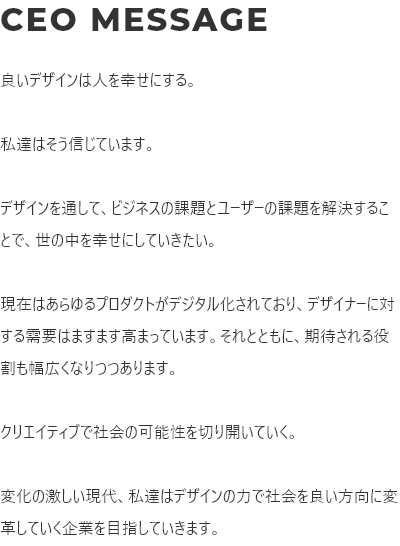 CEO MESSAGE
良いデザインは人を幸せにする。
私達はそう信じています。
デザインを通して、ビジネスの課題とユーザーの課題を解決するこ
とで、世の中を幸せにしていきたい。
現在はあらゆるプロダクトがデジタル化されており、デザイナーに対
する需要はますます高まっています。それとともに、期待される役
割も幅広くなりつつあります。
クリエイティブで社会の可能性を切り開いていく。
変化の激しい現代、私達はデザインの力で社会を良い方向に変
革していく企業を目指していきます。